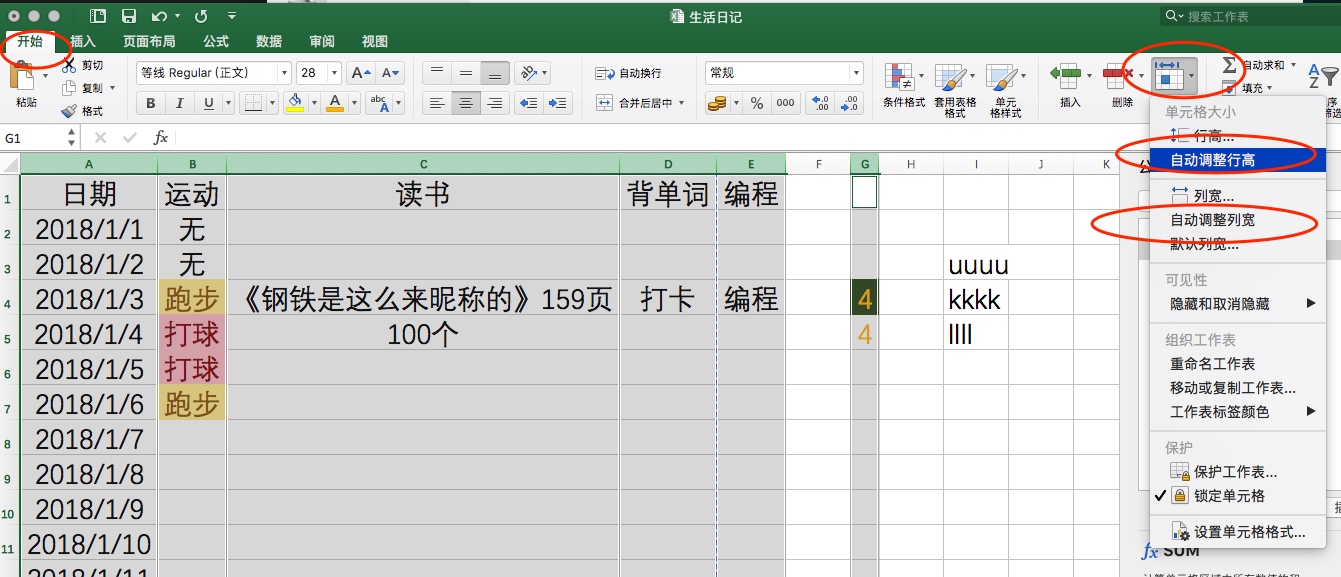 生活日记
搜索工作表
开始 插入 页面布局 公式 数据 审阅 视图
粘贴
剪切
复制
格式
等线 Regular (正文) 28
A A
B I U
A
abc A
自动换行
合并后居中
常规
% 000
条件格式
套用表格格式
单元格样式
插入
删除
自动求和
填充
G1
fx
A B C D E F G H I J K
1 日期 运动 读书 背单词 编程
2 2018/1/1 无
3 2018/1/2 无 uuuu
4 2018/1/3 跑步 《钢铁是这么来昵称的》159页 打卡 编程 4 kkkk
5 2018/1/4 打球 100个 4 llll
6 2018/1/5 打球
7 2018/1/6 跑步
8 2018/1/7
9 2018/1/8
10 2018/1/9
11 2018/1/10
单元格大小
行高...
自动调整行高
列宽...
自动调整列宽
默认列宽...
可见性
隐藏和取消隐藏
组织工作表
重命名工作表
移动或复制工作表...
工作表标签颜色
保护
保护工作表...
锁定单元格
设置单元格格式...
fx SUM